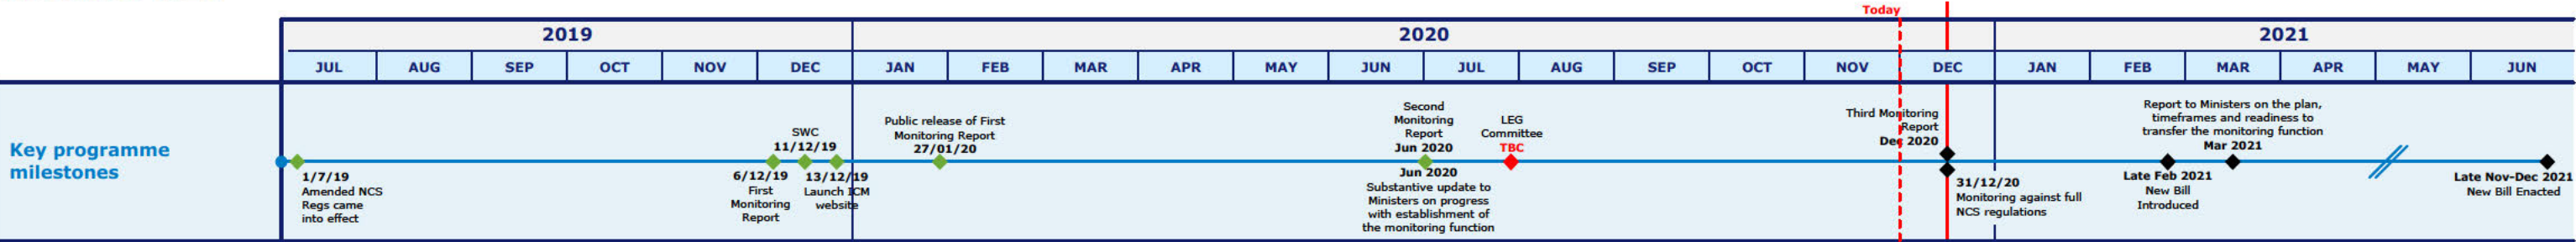 Today
2019 2020 2021
JUL AUG SEP OCT NOV DEC JAN FEB MAR APR MAY JUN JUL AUG SEP OCT NOV DEC JAN FEB MAR APR MAY JUN
Key programme
milestones
1/7/19
Amended NCS
Regs came
into effect
6/12/19
First
Monitoring
Report
SWC
11/12/19
13/12/19
Launch ICM
website
Public release of First
Monitoring Report
27/01/20
Second
Monitoring
Report
Jun 2020
Jun 2020
Substantive update to
Ministers on progress
with establishment of
the monitoring function
LEG
Committee
TBC
Third Monitoring
Report
Dec 2020
31/12/20
Monitoring against full
NCS regulations
Late Feb 2021
New Bill
Introduced
Report to Ministers on the plan,
timeframes and readiness to
transfer the monitoring function
Mar 2021
Late Nov-Dec 2021
New Bill Enacted